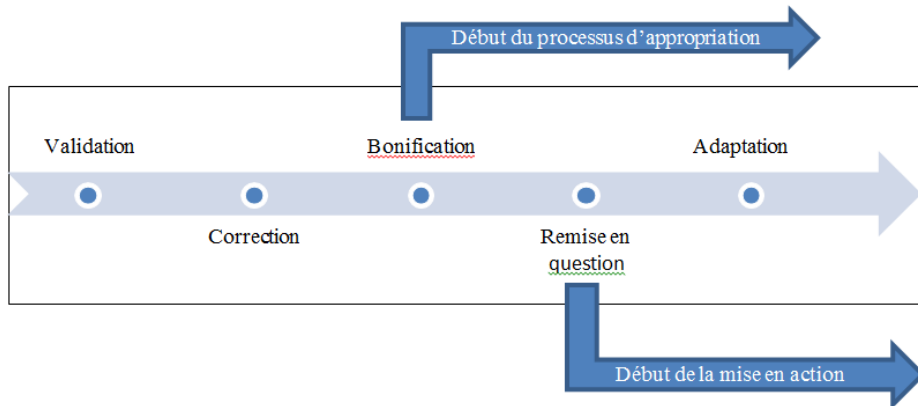 Début du processus d’appropriation
Validation
Bonification
Adaptation
Correction
Remise en
question
Début de la mise en action